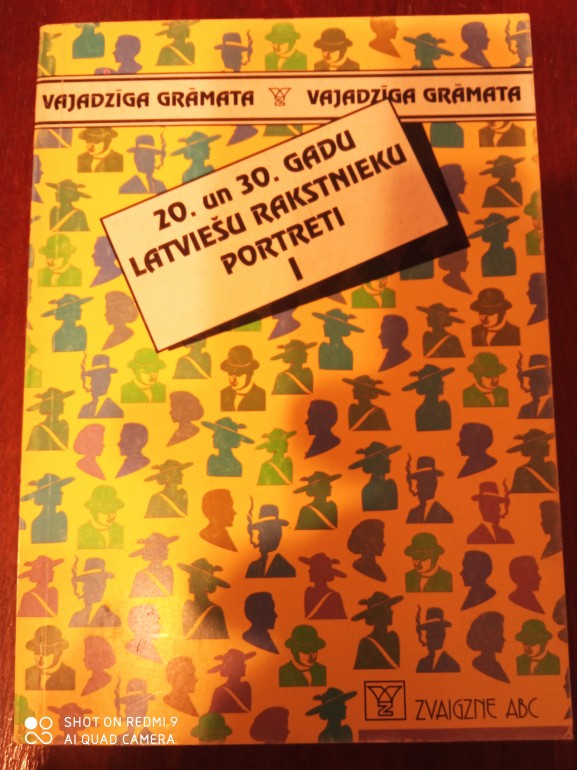 VAJADZĪGA GRĀMATA VAJADZĪGA GRĀMATA
20. un 30. GADU
LATVIEŠU RAKSTNIEKU
PORTRETI
I
ZVAIGZNE ABC
SHOT ON REDMI 9
AI QUAD CAMERA